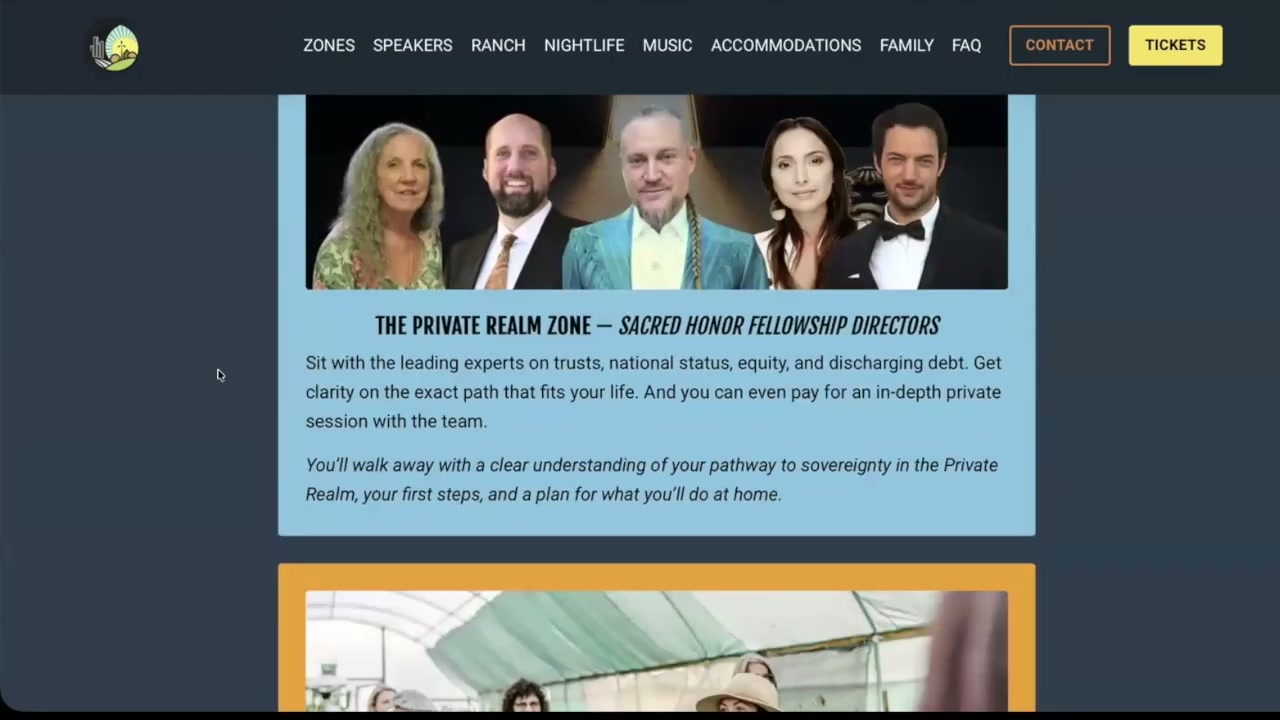 ZONES SPEAKERS RANCH NIGHTLIFE MUSIC ACCOMMODATIONS FAMILY FAQ CONTACT TICKETS
THE PRIVATE REALM ZONE – SACRED HONOR FELLOWSHIP DIRECTORS
Sit with the leading experts on trusts, national status, equity, and discharging debt. Get
clarity on the exact path that fits your life. And you can even pay for an in-depth private
session with the team.
You'll walk away with a clear understanding of your pathway to sovereignty in the Private
Realm, your first steps, and a plan for what you'll do at home.